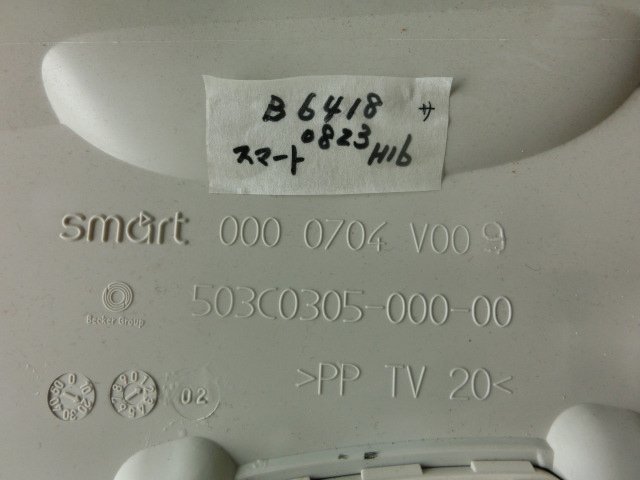 B 6418 サ
0823
スマート H16
smart 000 0704 V009
503C0305-000-00
Becker Group
>PP TV 20<
02